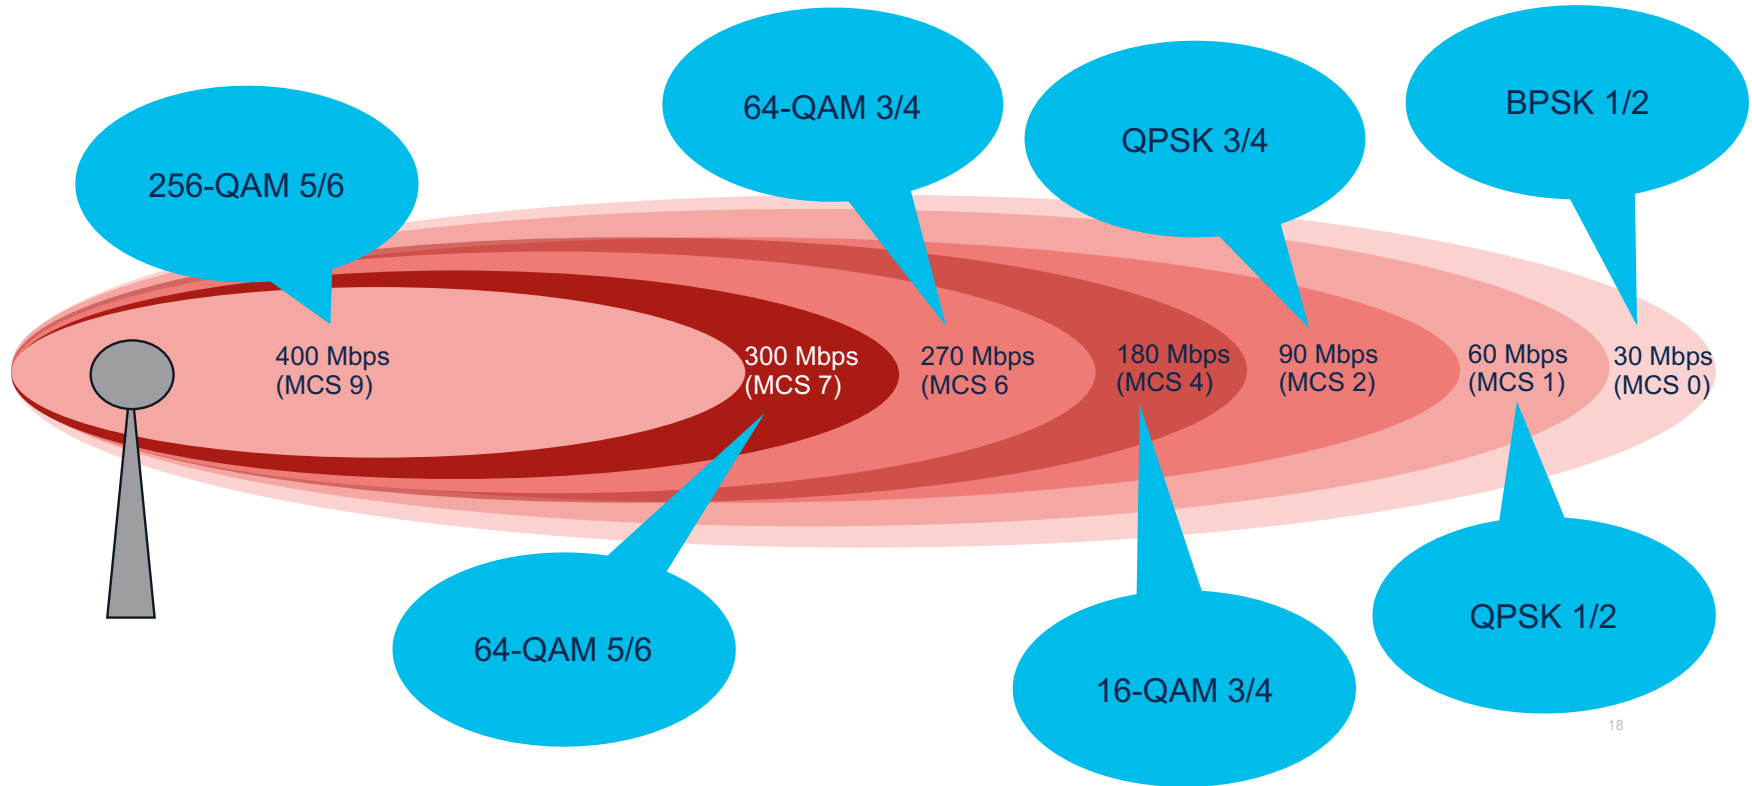 BPSK 1/2
64-QAM 3/4
QPSK 3/4
256-QAM 5/6
400 Mbps
(MCS 9)
300 Mbps
(MCS 7)
270 Mbps
(MCS 6
180 Mbps
(MCS 4)
90 Mbps
(MCS 2)
60 Mbps
(MCS 1)
30 Mbps
(MCS 0)
64-QAM 5/6
16-QAM 3/4
QPSK 1/2
18